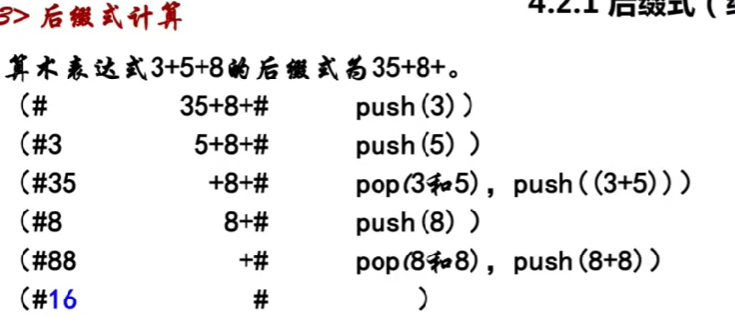 3> 后缀式计算
4.2.1 后缀式（
算术表达式3+5+8的后缀式为35+8+。
(# 35+8+# push(3))
(#3 5+8+# push(5) )
(#35 +8+# pop(3和5), push((3+5)))
(#8 8+# push(8) )
(#88 +# pop(8和8), push(8+8))
(#16 # )